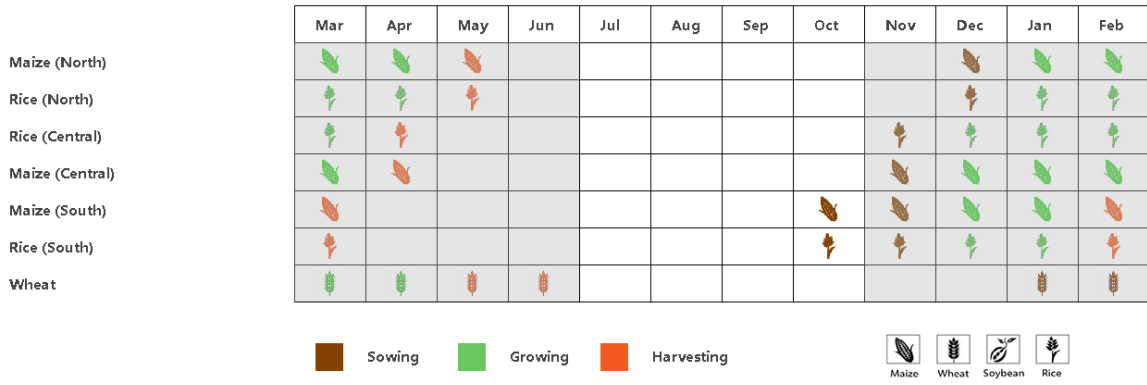 Mar Apr May Jun Jul Aug Sep Oct Nov Dec Jan Feb
Maize (North)
Rice (North)
Rice (Central)
Maize (Central)
Maize (South)
Rice (South)
Wheat
Sowing Growing Harvesting
Maize Wheat Soybean Rice